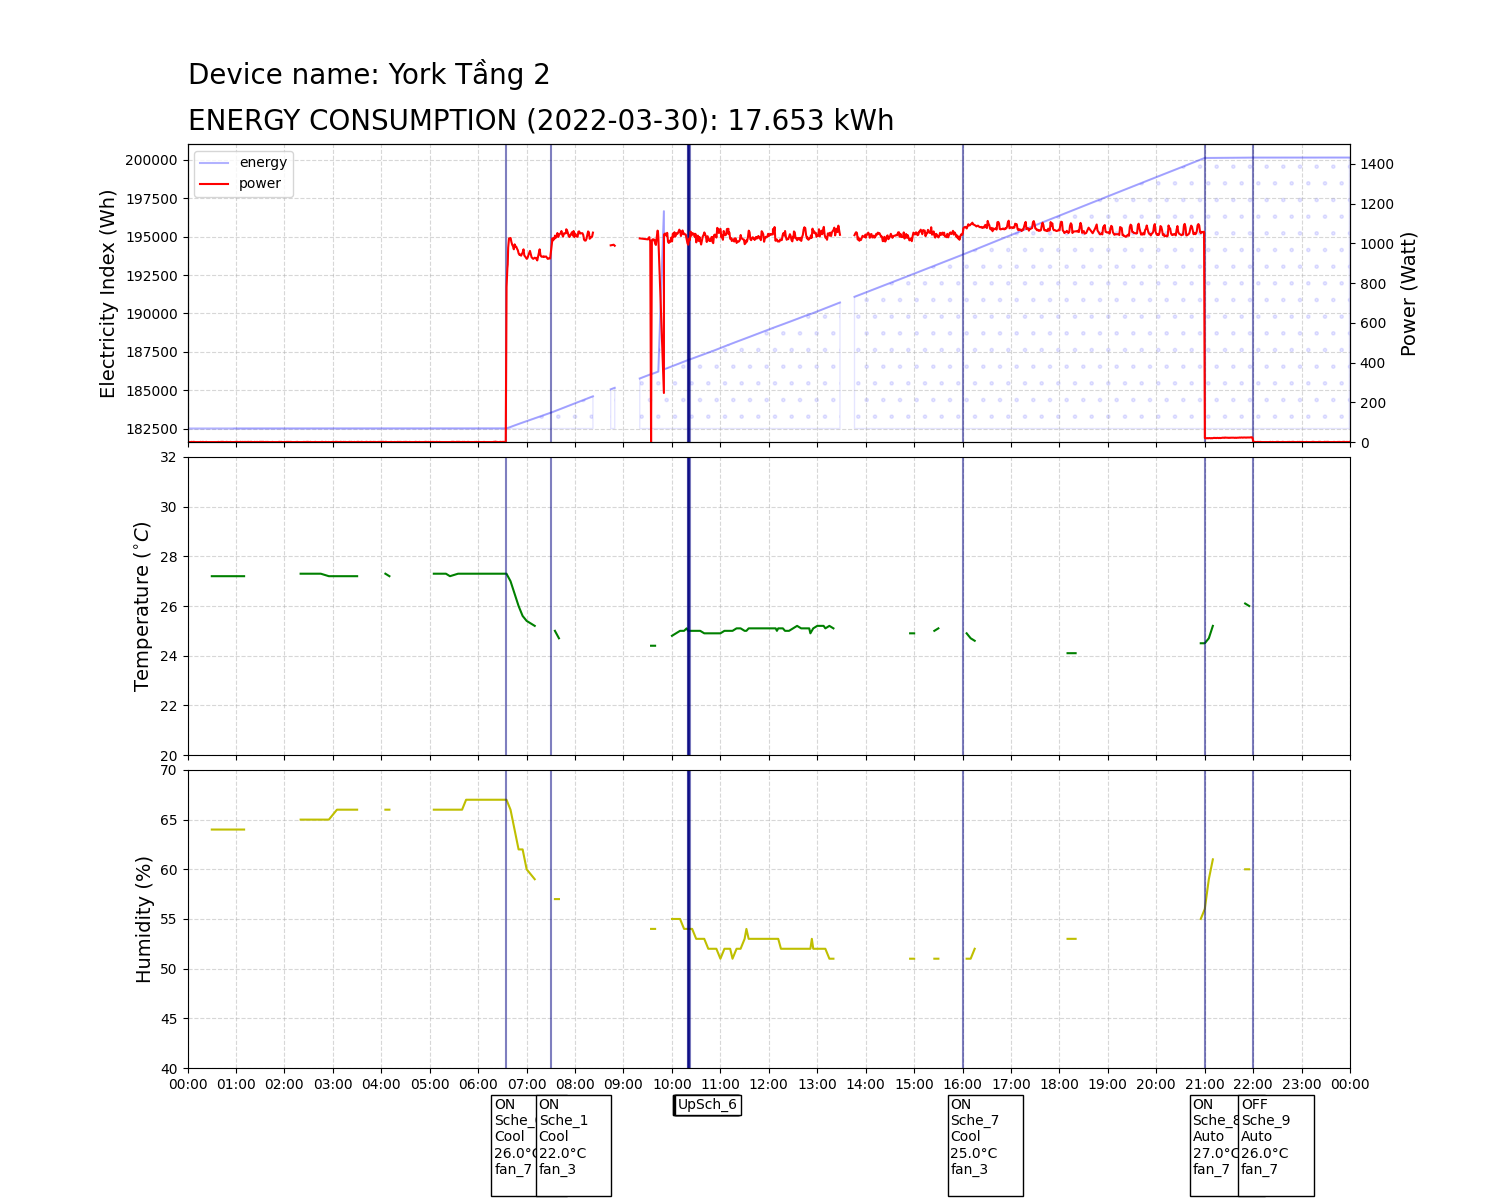 Device name: York Tầng 2
ENERGY CONSUMPTION (2022-03-30): 17.653 kWh
energy
power
Electricity Index (Wh)
200000
197500
195000
192500
190000
187500
185000
182500
Power (Watt)
1400
1200
1000
800
600
400
200
0
Temperature (°C)
32
30
28
26
24
22
20
Humidity (%)
70
65
60
55
50
45
40
00:00 01:00 02:00 03:00 04:00 05:00 06:00 07:00 08:00 09:00 10:00 11:00 12:00 13:00 14:00 15:00 16:00 17:00 18:00 19:00 20:00 21:00 22:00 23:00 00:00
ON
Sche_
Cool
26.0°C
fan_7
ON
Sche_1
Cool
22.0°C
fan_3
UpSch_6
ON
Sche_7
Cool
25.0°C
fan_3
ON
Sche_8
Auto
27.0°C
fan_7
OFF
Sche_9
Auto
26.0°C
fan_7